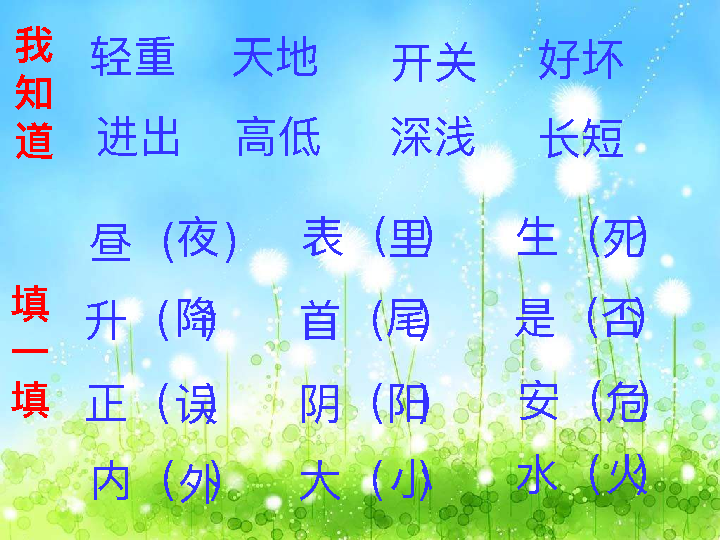 我知道
轻重 天地 开关 好坏
进出 高低 深浅 长短
填一填
昼（夜） 表（里） 生（死）
升（降） 首（尾） 是（否）
正（误） 阴（阳） 安（危）
内（外） 大（小） 水（火）